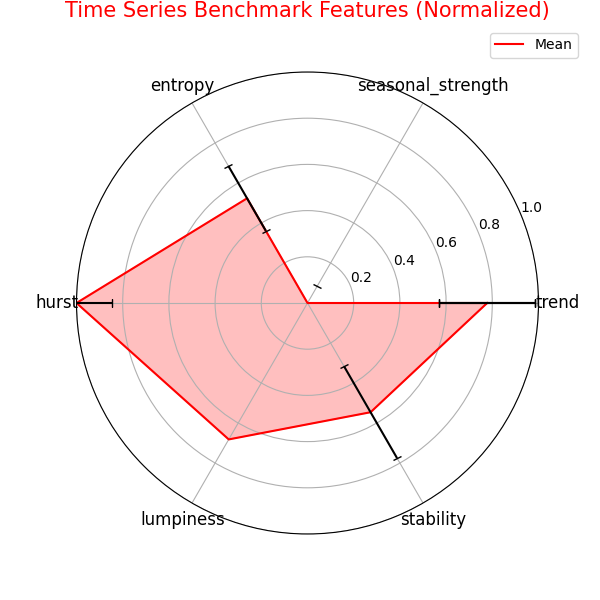 Time Series Benchmark Features (Normalized)
Mean
entropy
seasonal_strength
1.0
0.8
0.6
0.4
0.2
hurst
trend
lumpiness
stability